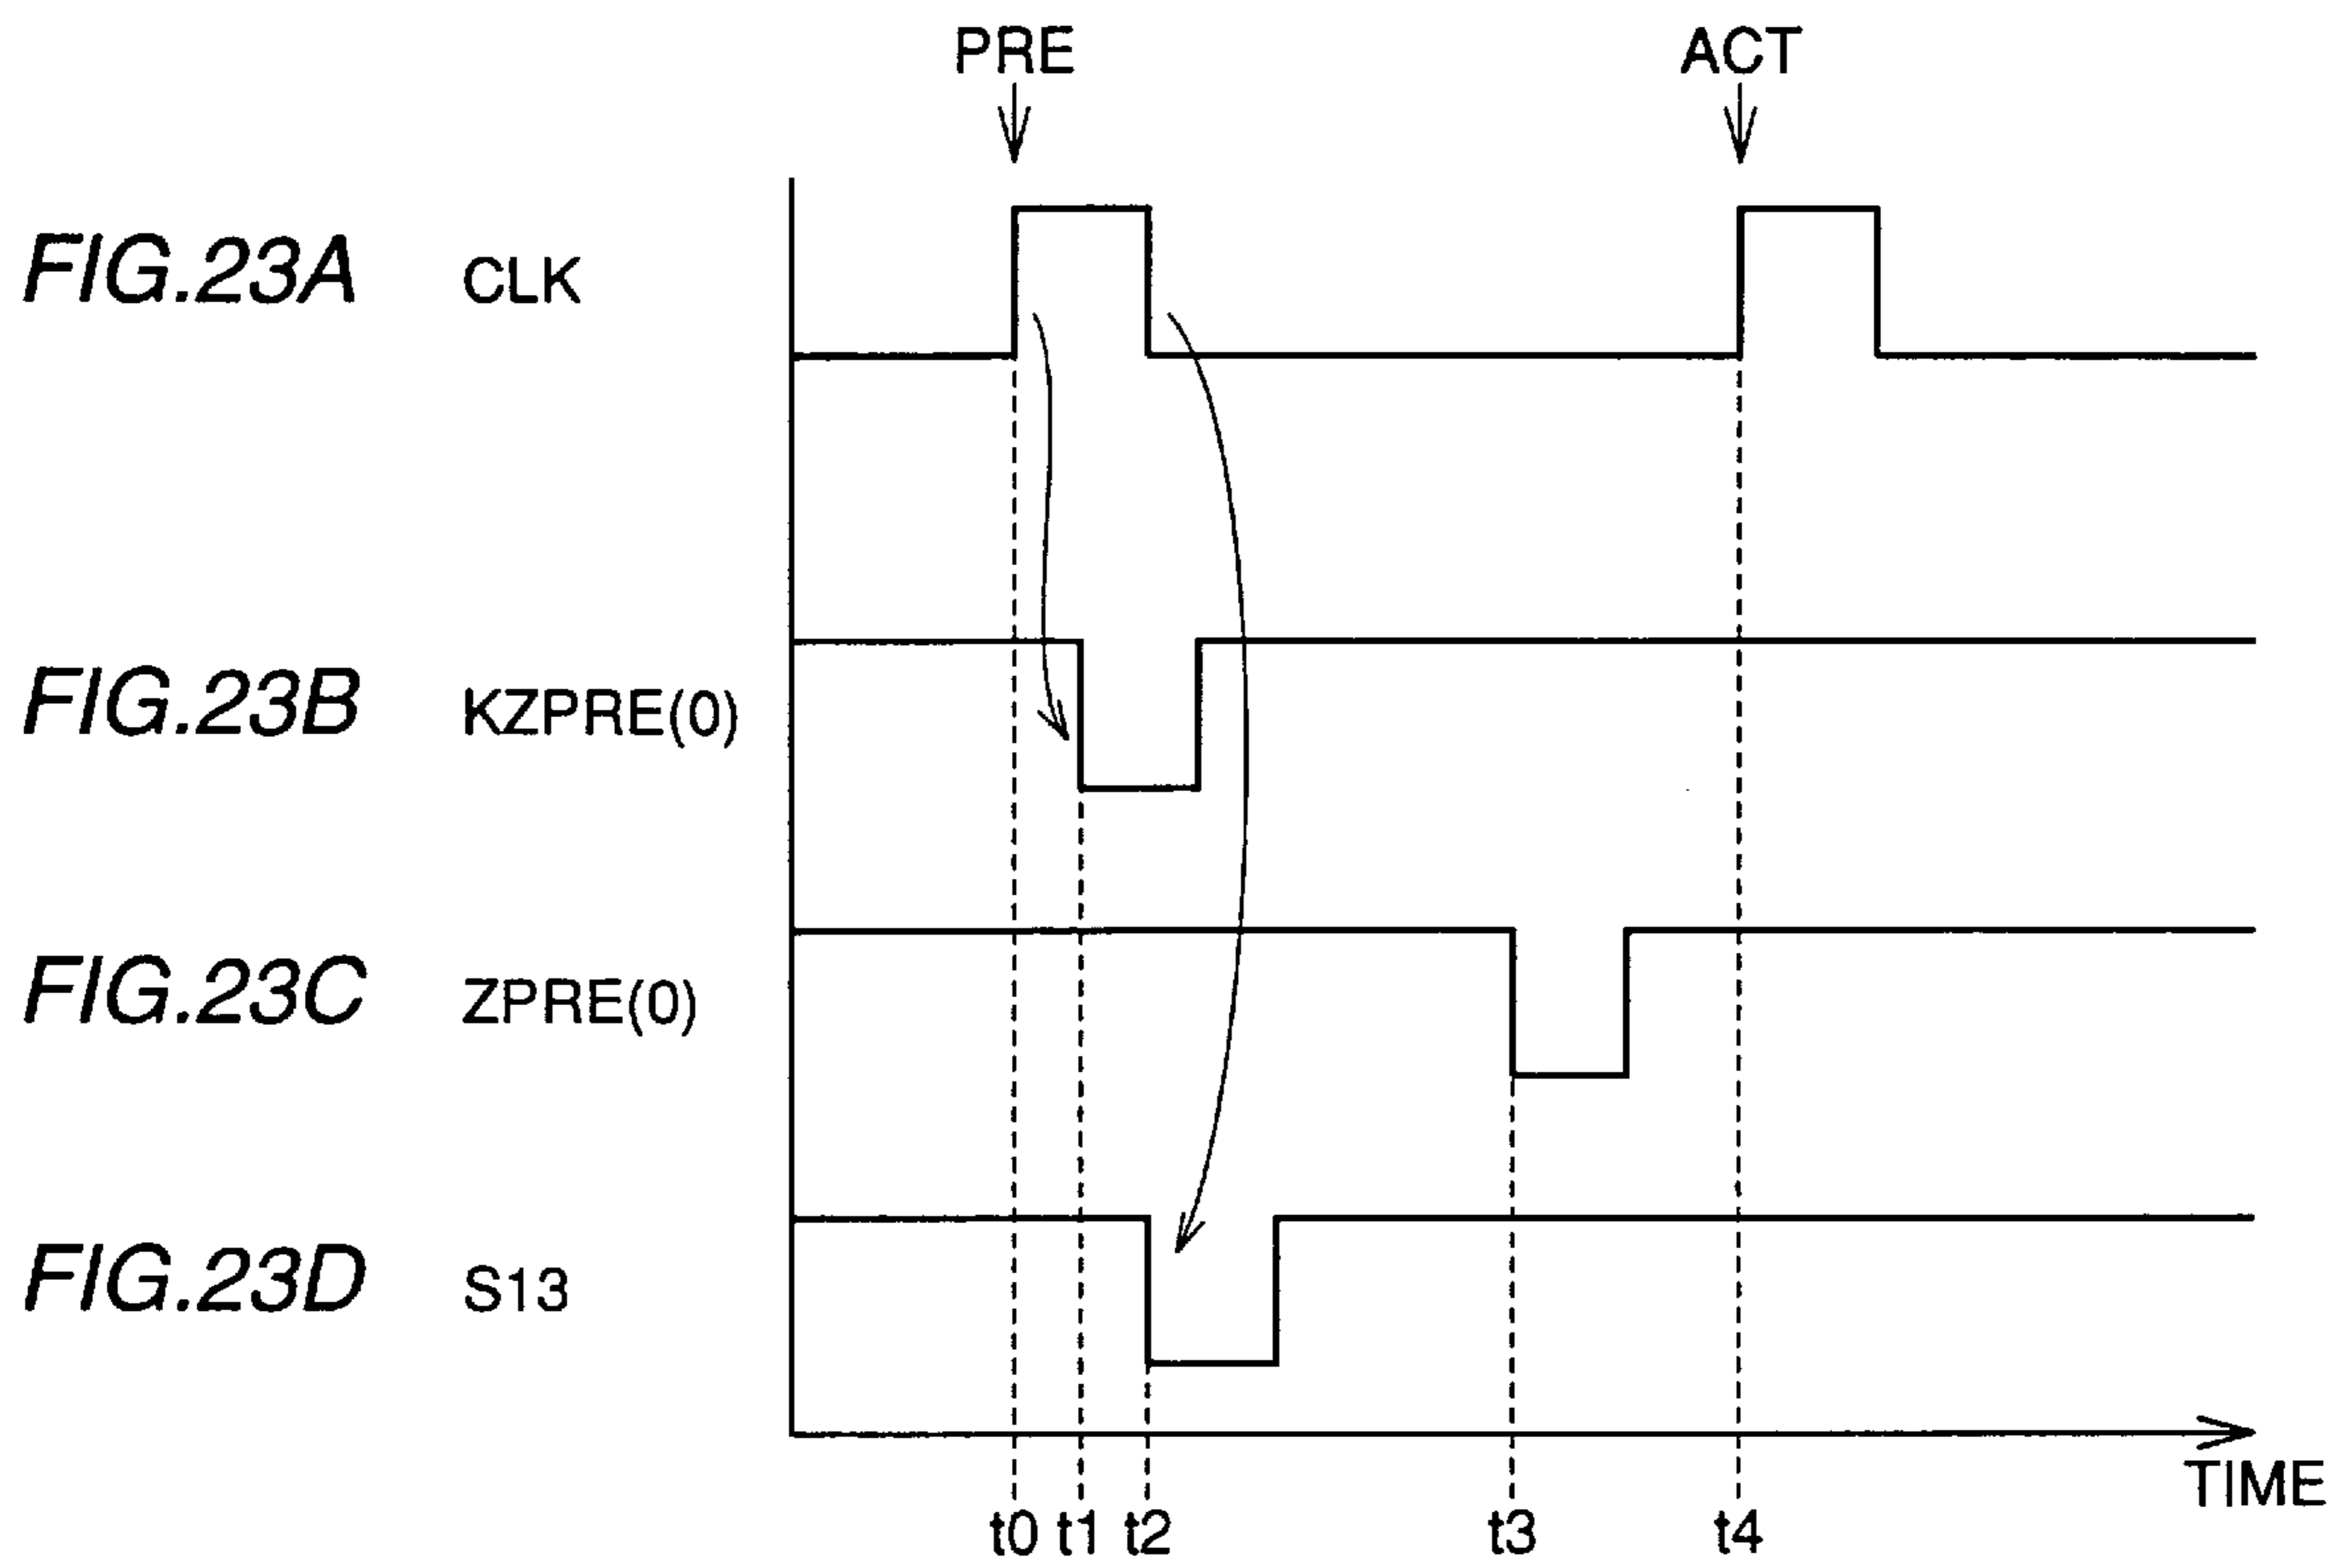 PRE ACT
FIG.23A CLK
FIG.23B KZPRE(0)
FIG.23C ZPRE(0)
FIG.23D S13
TIME
t0 t1 t2 t3 t4